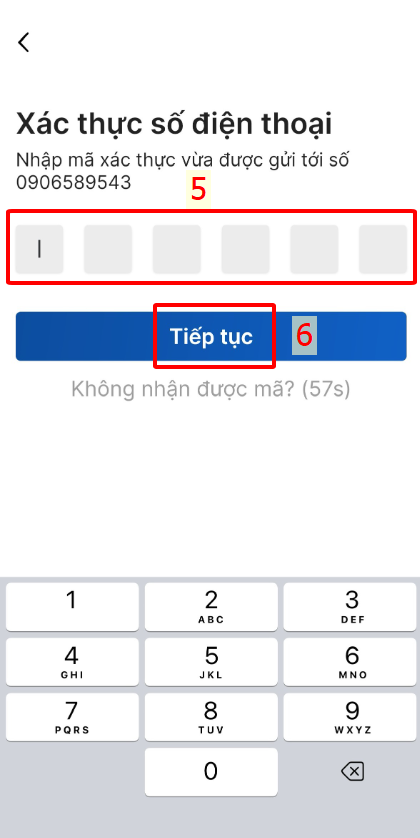 Xác thực số điện thoại
Nhập mã xác thực vừa được gửi tới số
0906589543
5
Tiếp tục
6
Không nhận được mã? (57s)
1
2
3
ABC
DEF
4
5
6
GHI
JKL
MNO
7
8
9
PQRS
TUV
WXYZ
0